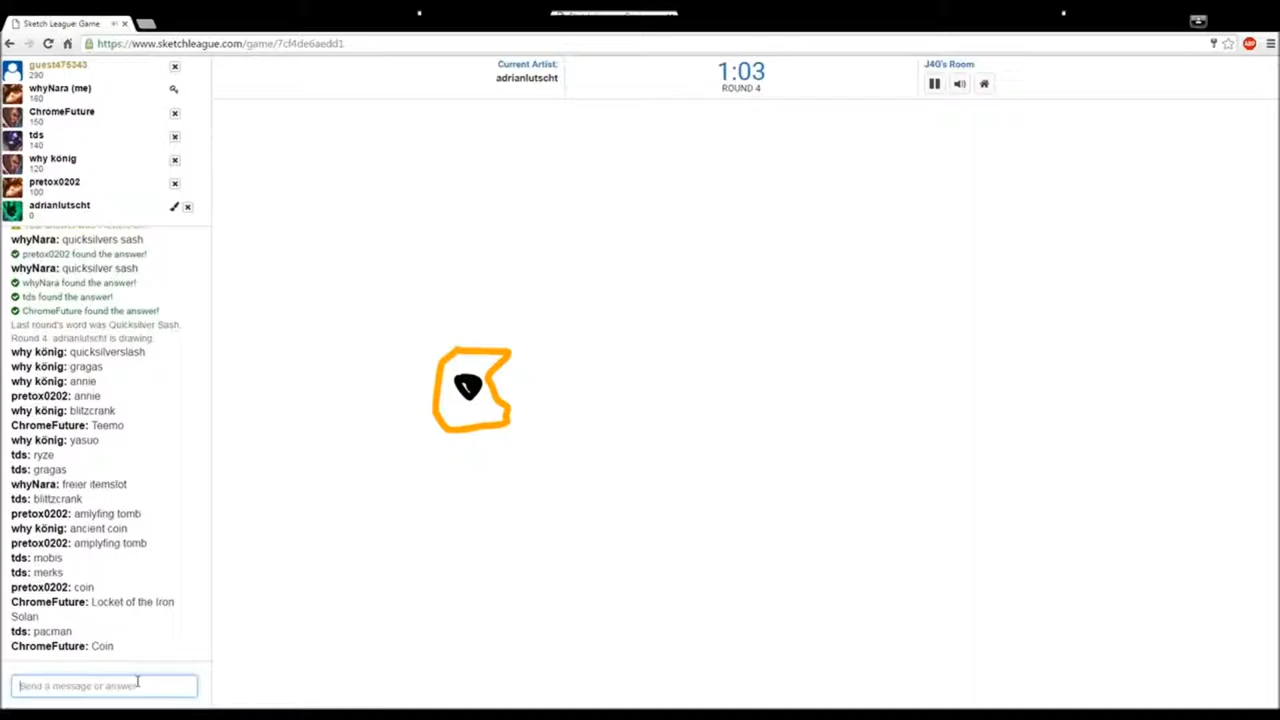 Sketch League: Game
https://www.sketchleague.com/game/7cf4de6aedd1
guest475343
290
whyNara (me)
160
ChromeFuture
150
tds
140
why könig
120
pretox0202
100
adrianlutscht
0
Current Artist:
adrianlutscht
1:03
ROUND 4
J4G's Room
ABP
whyNara: quicksilvers sash
pretox0202 found the answer!
whyNara: quicksilver sash
whyNara found the answer!
tds found the answer!
ChromeFuture found the answer!
Last round's word was Quicksilver Sash.
Round 4. adrianlutscht is drawing.
why könig: quicksilverslash
why könig: gragas
why könig: annie
pretox0202: annie
why könig: blitzcrank
ChromeFuture: Teemo
why könig: yasuo
tds: ryze
tds: gragas
whyNara: freier itemslot
tds: blittzcrank
pretox0202: amlyfing tomb
why könig: ancient coin
pretox0202: amplyfing tomb
tds: mobis
tds: merks
pretox0202: coin
ChromeFuture: Locket of the Iron
Solari
tds: pacman
ChromeFuture: Coin
Send a message or answer